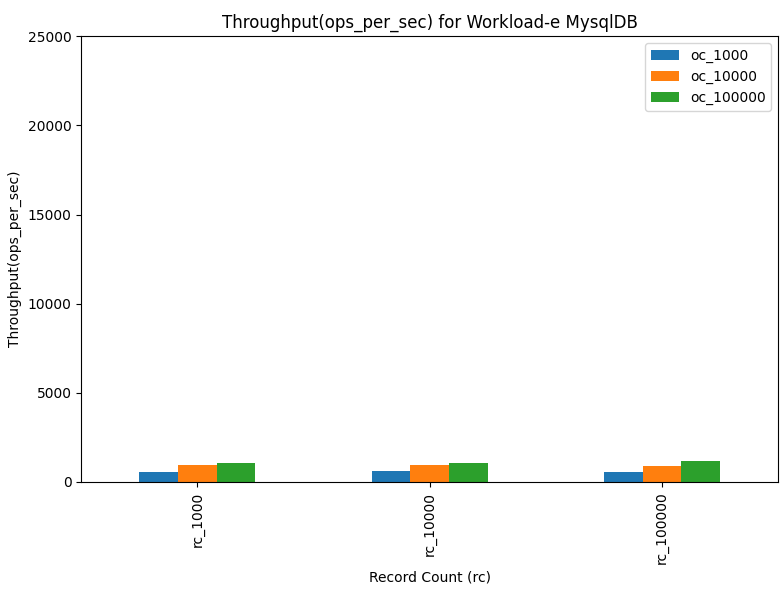 Throughput(ops_per_sec) for Workload-e MysqlDB
25000
20000
15000
10000
5000
0
Throughput(ops_per_sec)
oc_1000
oc_10000
oc_100000
rc_1000
rc_10000
rc_100000
Record Count (rc)